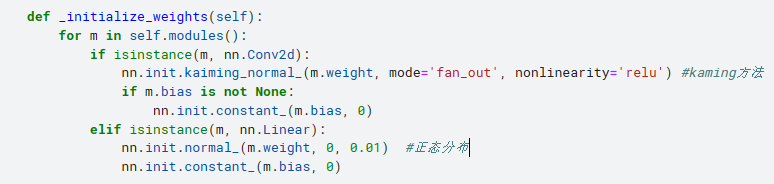 def _initialize_weights(self):
    for m in self.modules():
        if isinstance(m, nn.Conv2d):
            nn.init.kaiming_normal_(m.weight, mode='fan_out', nonlinearity='relu') #kaming方法
            if m.bias is not None:
                nn.init.constant_(m.bias, 0)
        elif isinstance(m, nn.Linear):
            nn.init.normal_(m.weight, 0, 0.01)  #正态分布
            nn.init.constant_(m.bias, 0)